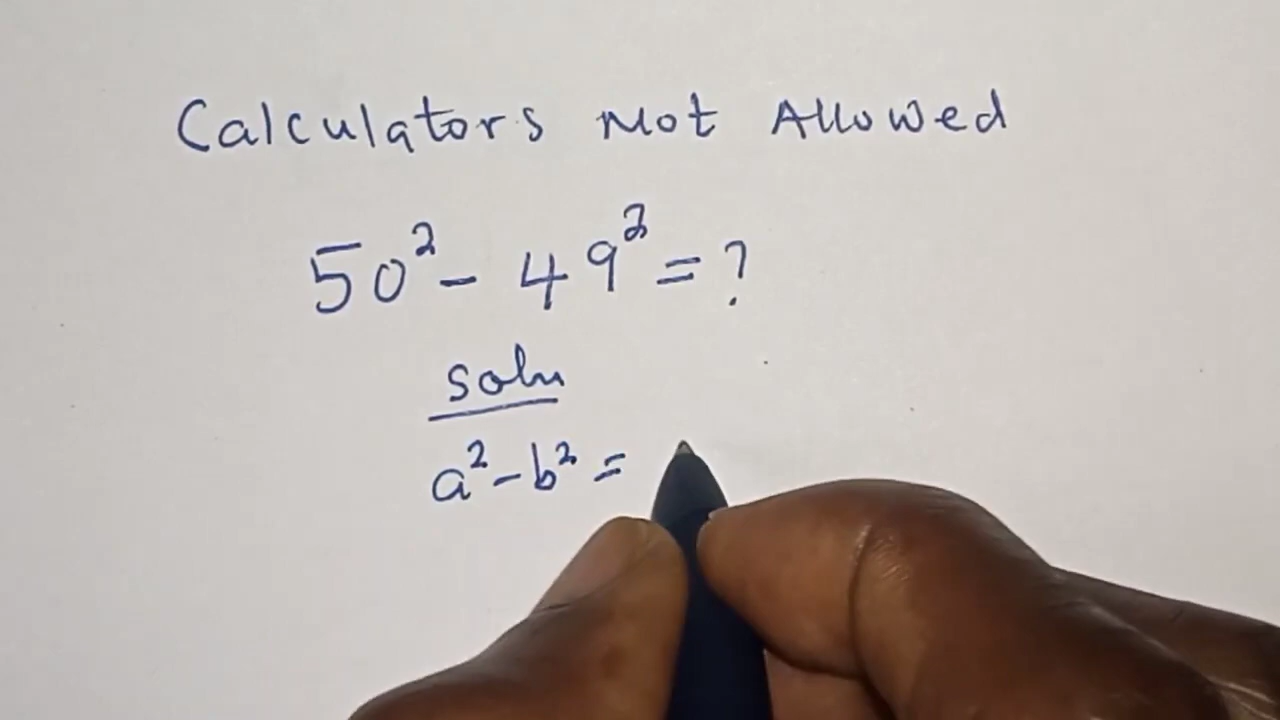 Calculators Not Allowed
50² - 49² = ?
soln
a² - b² =